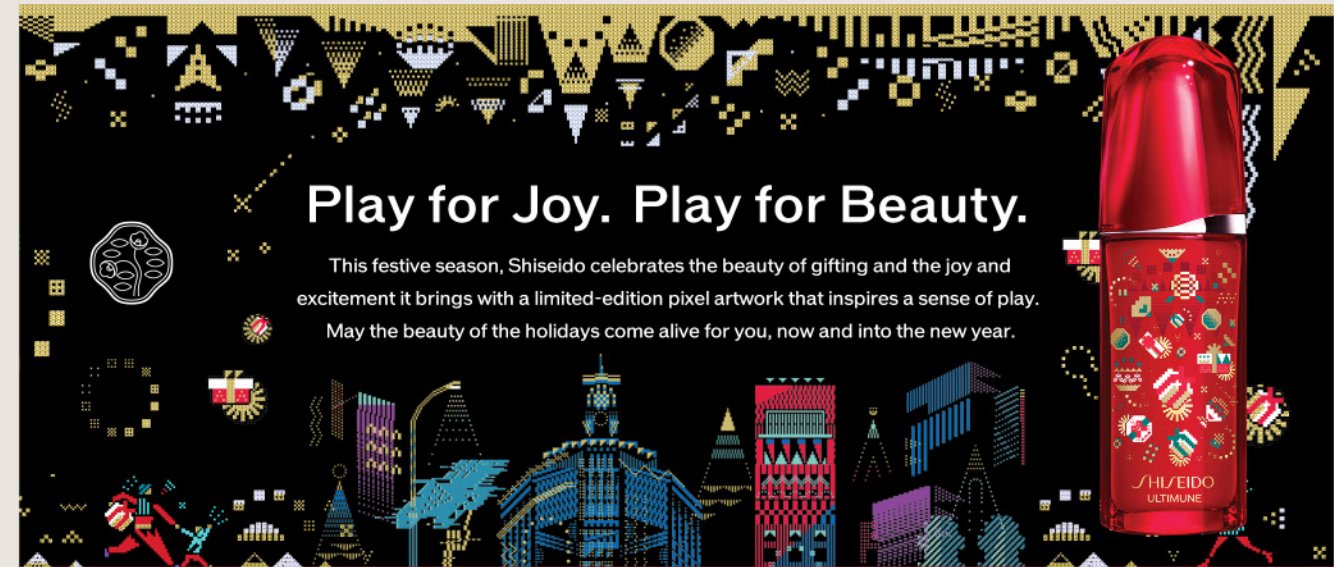 Play for Joy. Play for Beauty.
This festive season, Shiseido celebrates the beauty of gifting and the joy and
excitement it brings with a limited-edition pixel artwork that inspires a sense of play.
May the beauty of the holidays come alive for you, now and into the new year.
SHISEIDO
ULTIMUNE